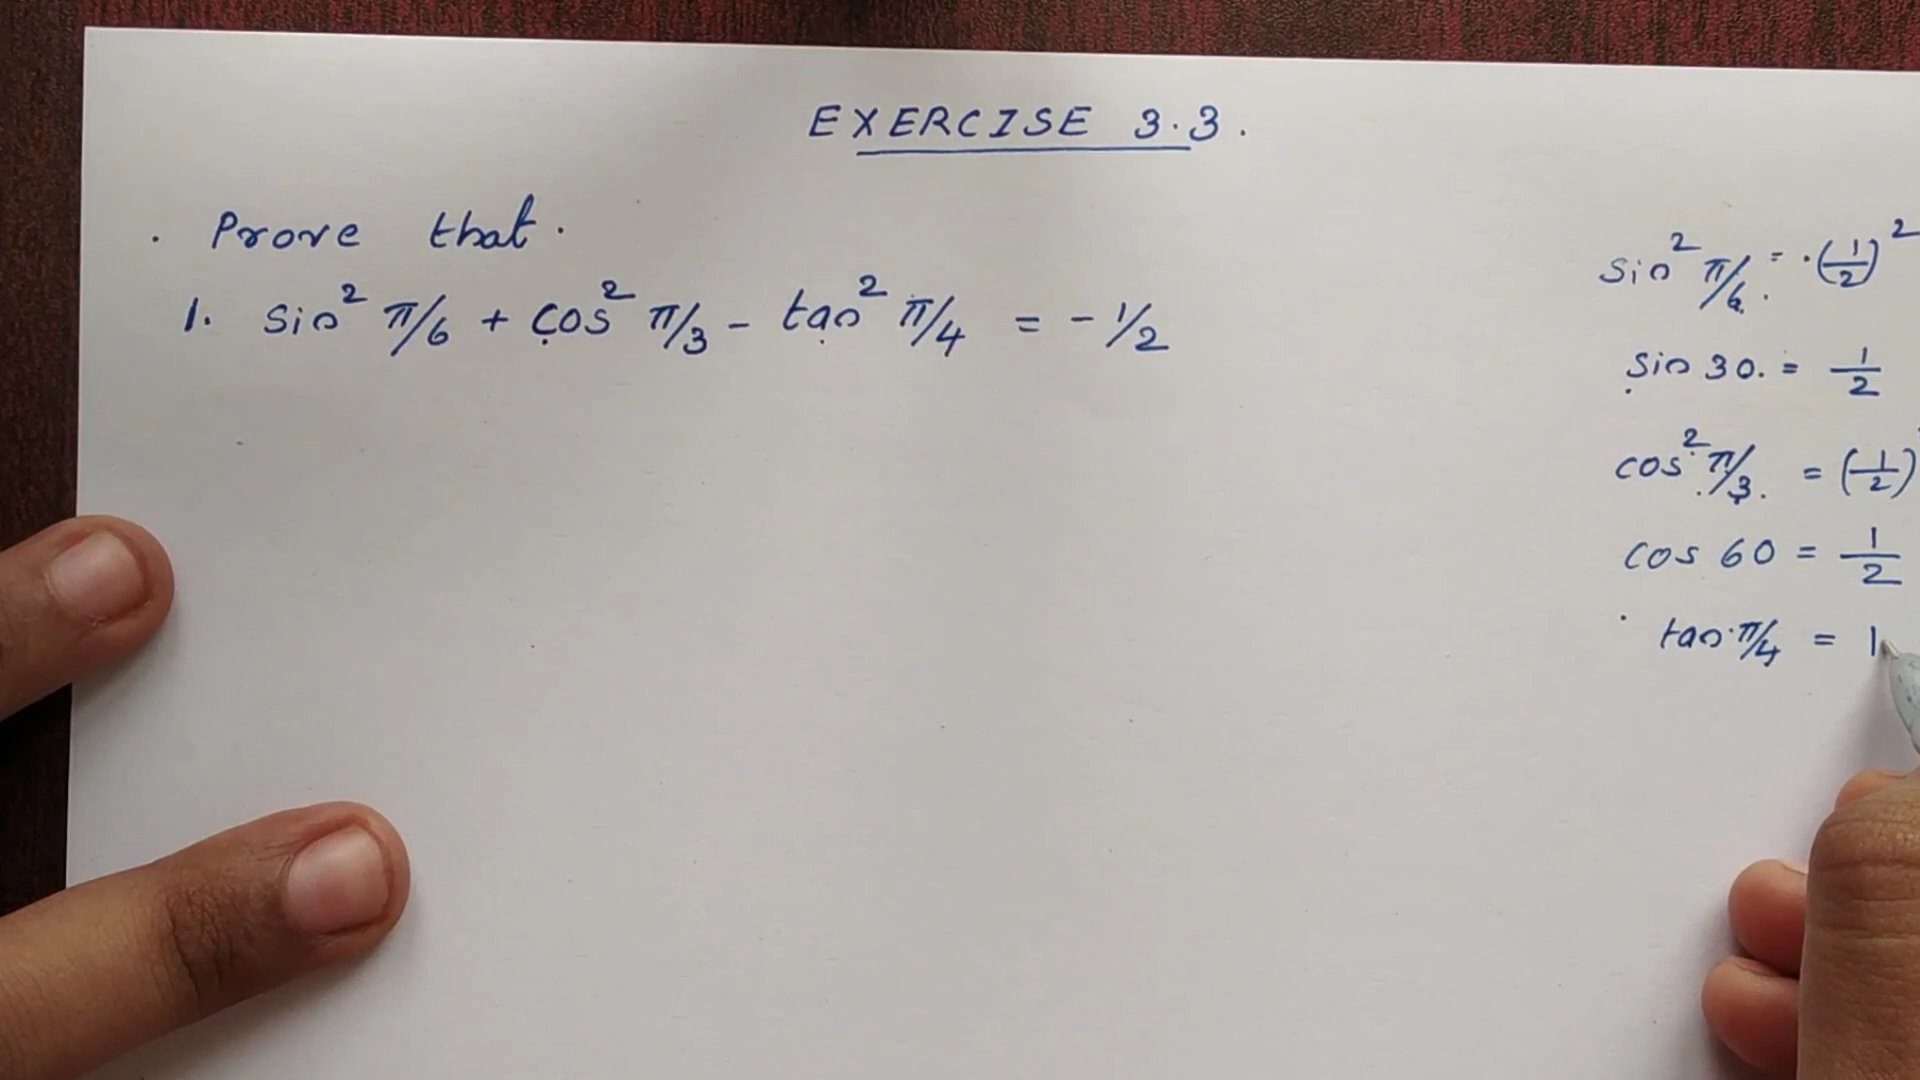 EXERCISE 3.3.
. Prove that.
1. sin² π/6 + cos² π/3 - tan² π/4 = - 1/2
sin² π/6. = .(1/2)²
sin 30. = 1/2
cos² π/3. = (1/2)
cos 60 = 1/2
tan π/4 = 1